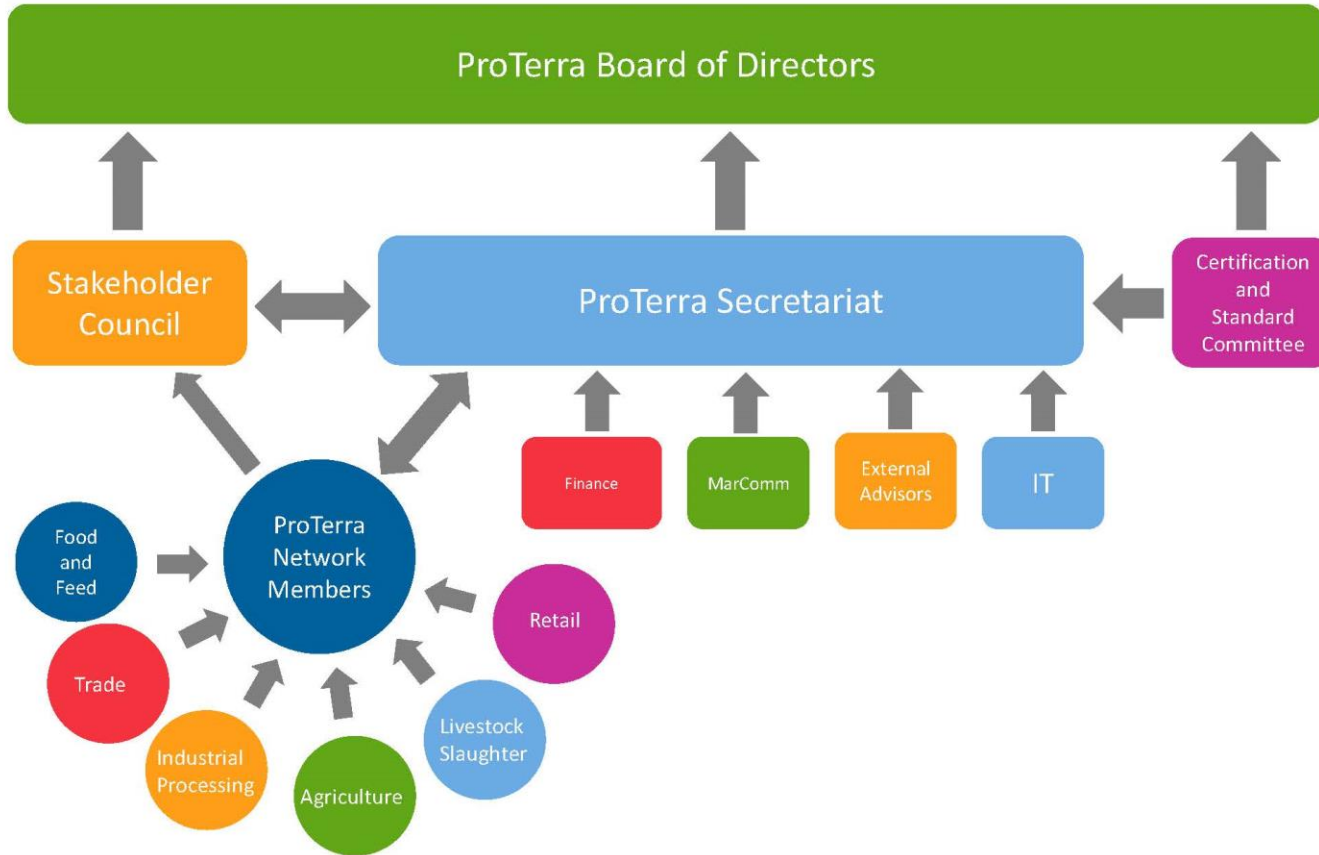 ProTerra Board of Directors
Stakeholder
Council
ProTerra Secretariat
Certification
and
Standard
Committee
Finance
MarComm
External
Advisors
IT
ProTerra
Network
Members
Food
and
Feed
Trade
Industrial
Processing
Agriculture
Livestock
Slaughter
Retail